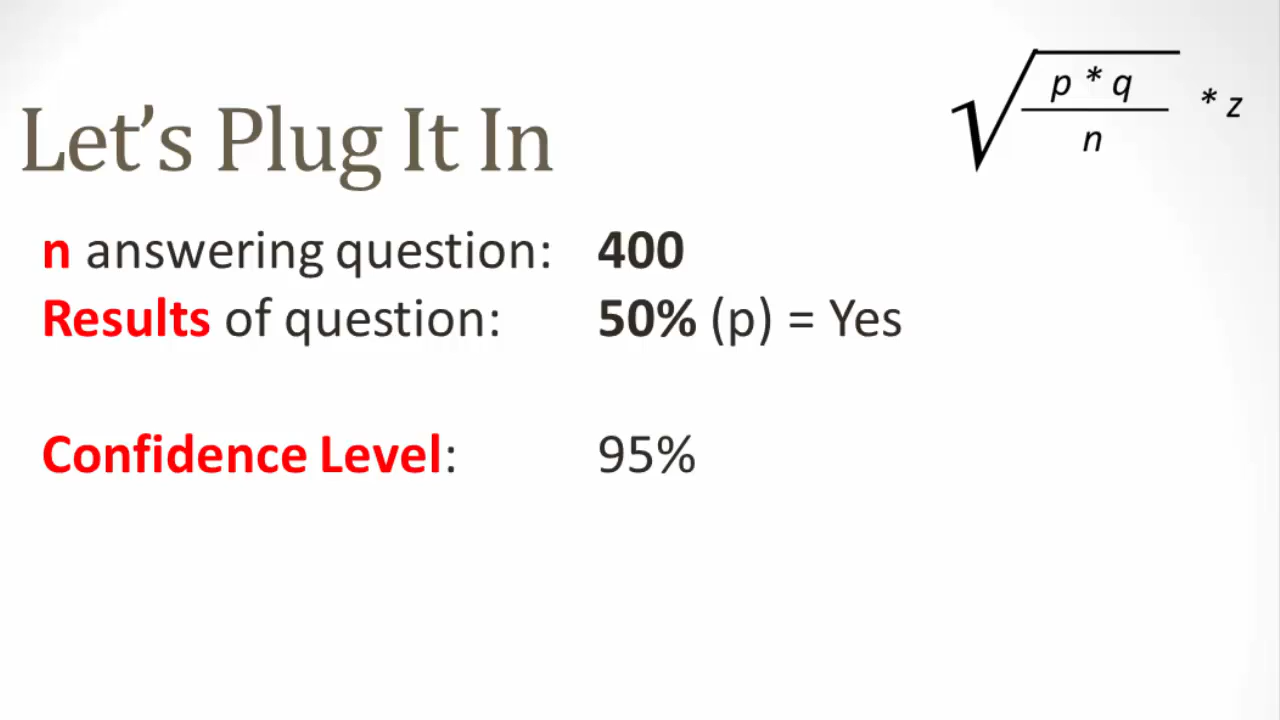 Let's Plug It In
√(p * q / n) * z
n answering question: 400
Results of question: 50% (p) = Yes
Confidence Level: 95%